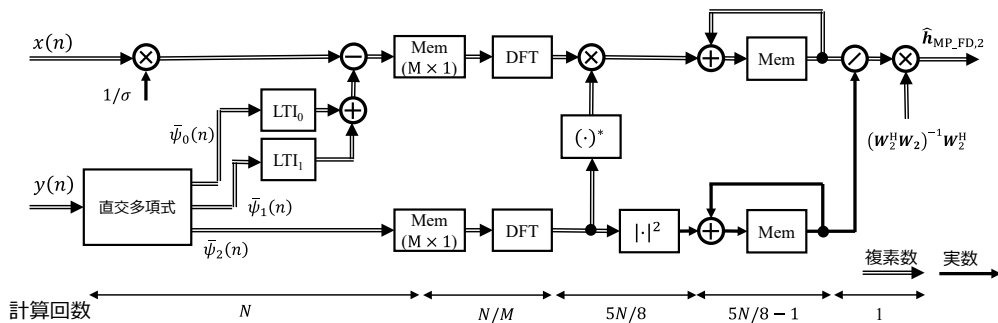 x(n)
1/σ
Mem
(M × 1)
DFT
Mem
ĥ_MP_FD,2
LTI₀
ψ̄₀(n)
LTI₁
(·)*
(W₂ᴴW₂)⁻¹W₂ᴴ
y(n)
直交多項式
ψ̄₁(n)
ψ̄₂(n)
Mem
(M × 1)
DFT
|·|²
Mem
複素数
実数
計算回数
N
N/M
5N/8
5N/8 − 1
1